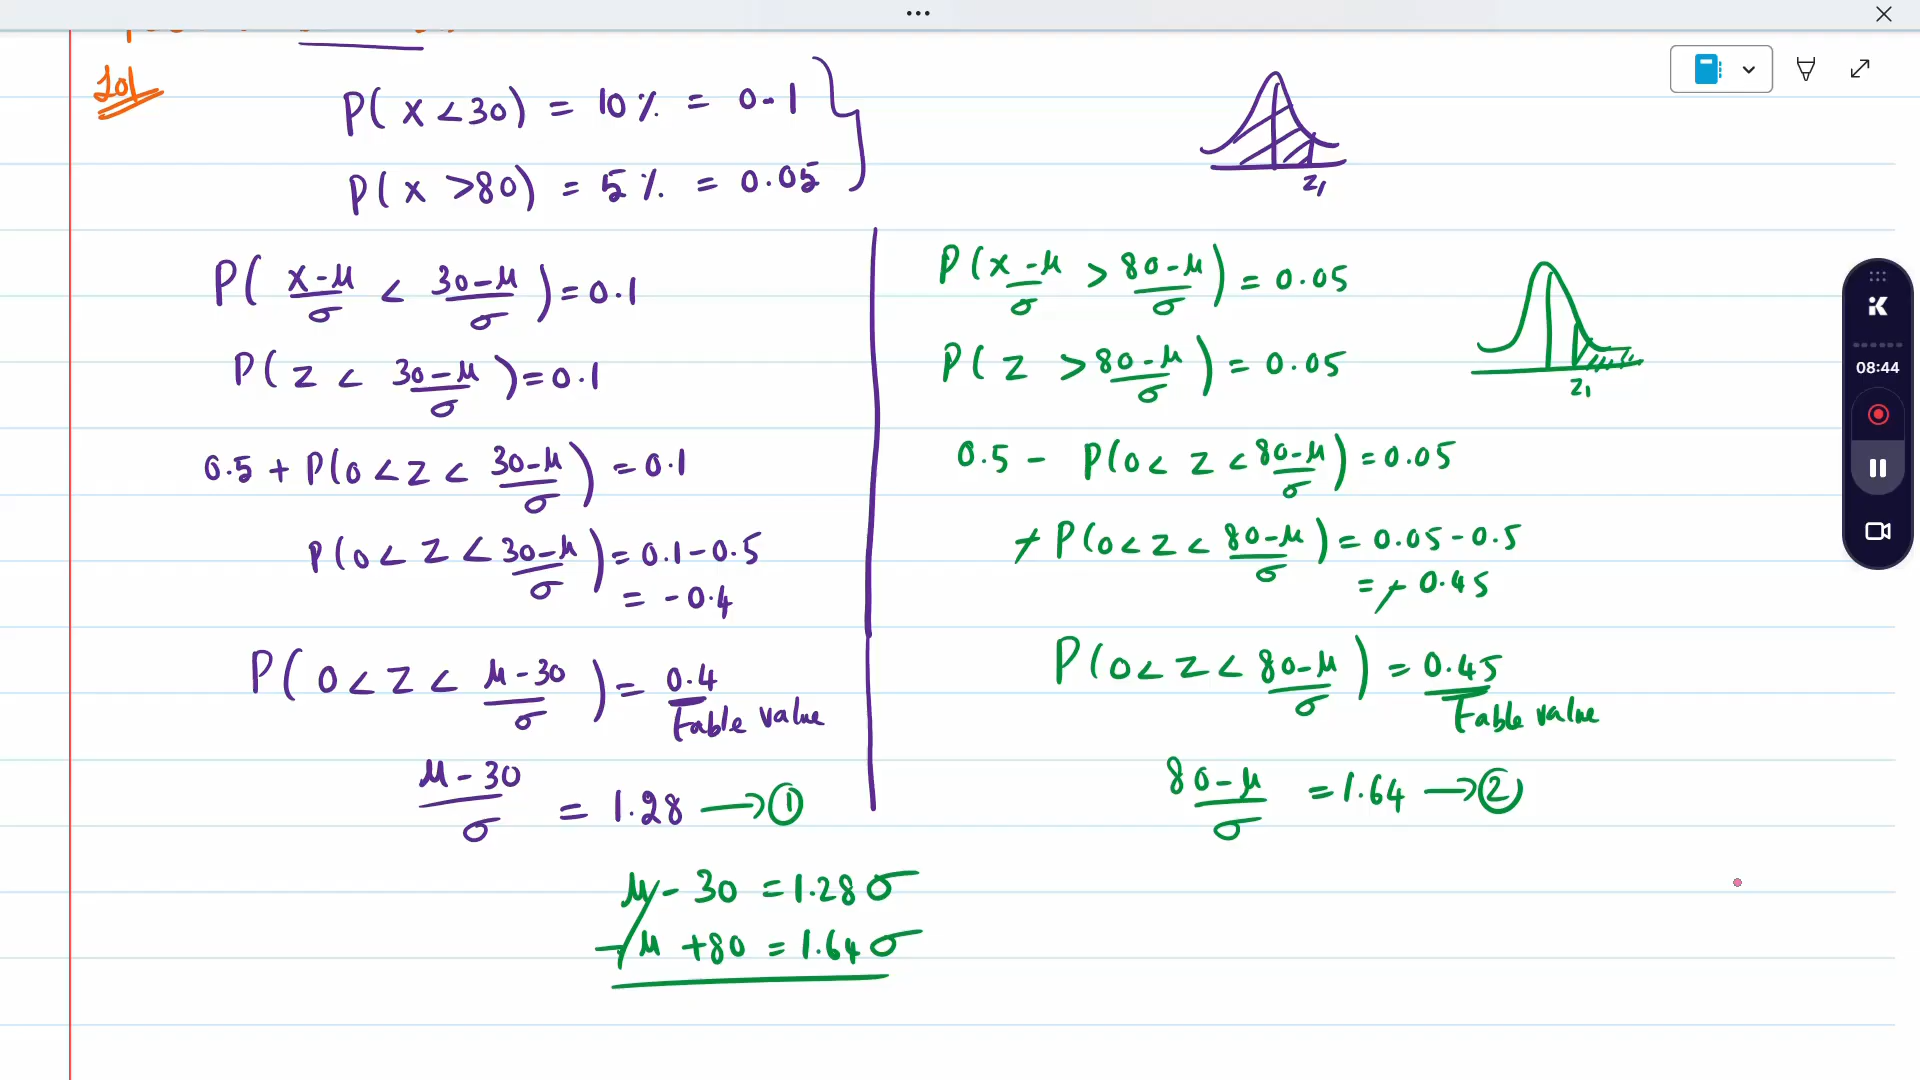 Sol
P( x < 30) = 10 % = 0.1
P( x > 80) = 5 % = 0.05
z₁
P( x-μ/σ < 30-μ/σ ) = 0.1
P( z < 30-μ/σ ) = 0.1
0.5 + P(0 < z < 30-μ/σ ) = 0.1
P(0 < z < 30-μ/σ ) = 0.1 - 0.5
= - 0.4
P( 0 < z < μ-30/σ ) = 0.4
table value
μ - 30/σ = 1.28 → ①
P( x-μ/σ > 80-μ/σ ) = 0.05
P( z > 80-μ/σ ) = 0.05
z₁
0.5 - P(0 < z < 80-μ/σ ) = 0.05
- P(0 < z < 80-μ/σ ) = 0.05 - 0.5
= - 0.45
P(0 < z < 80-μ/σ ) = 0.45
table value
80-μ/σ = 1.64 → ②
μ - 30 = 1.28 σ
- μ + 80 = 1.64 σ
08:44